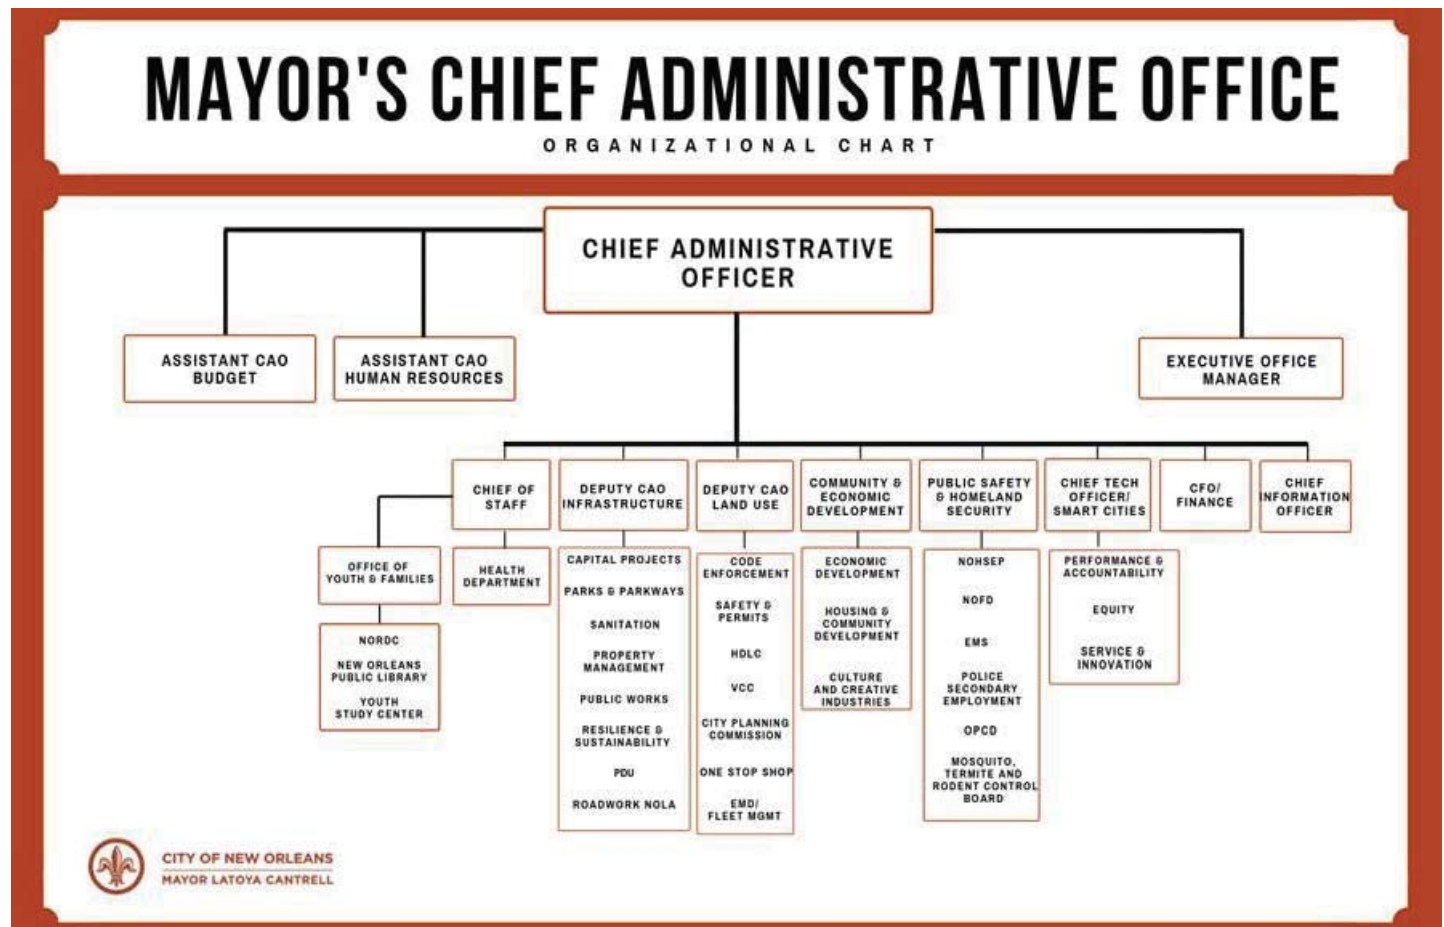 MAYOR'S CHIEF ADMINISTRATIVE OFFICE
ORGANIZATIONAL CHART
CHIEF ADMINISTRATIVE
OFFICER
ASSISTANT CAO
BUDGET
ASSISTANT CAO
HUMAN RESOURCES
EXECUTIVE OFFICE
MANAGER
CHIEF OF
STAFF
DEPUTY CAO
INFRASTRUCTURE
DEPUTY CAO
LAND USE
COMMUNITY &
ECONOMIC
DEVELOPMENT
PUBLIC SAFETY
& HOMELAND
SECURITY
CHIEF TECH
OFFICER/
SMART CITIES
CFO/
FINANCE
CHIEF
INFORMATION
OFFICER
OFFICE OF
YOUTH & FAMILIES
NORDC
NEW ORLEANS
PUBLIC LIBRARY
YOUTH
STUDY CENTER
HEALTH
DEPARTMENT
CAPITAL PROJECTS
PARKS & PARKWAYS
SANITATION
PROPERTY
MANAGEMENT
PUBLIC WORKS
RESILIENCE &
SUSTAINABILITY
PDU
ROADWORK NOLA
CODE
ENFORCEMENT
SAFETY &
PERMITS
HDLC
VCC
CITY PLANNING
COMMISSION
ONE STOP SHOP
EMD/
FLEET MGMT
ECONOMIC
DEVELOPMENT
HOUSING &
COMMUNITY
DEVELOPMENT
CULTURE
AND CREATIVE
INDUSTRIES
NOHSEP
NOFD
EMS
POLICE
SECONDARY
EMPLOYMENT
OPCD
MOSQUITO,
TERMITE AND
RODENT CONTROL
BOARD
PERFORMANCE &
ACCOUNTABILITY
EQUITY
SERVICE &
INNOVATION
CITY OF NEW ORLEANS
MAYOR LATOYA CANTRELL